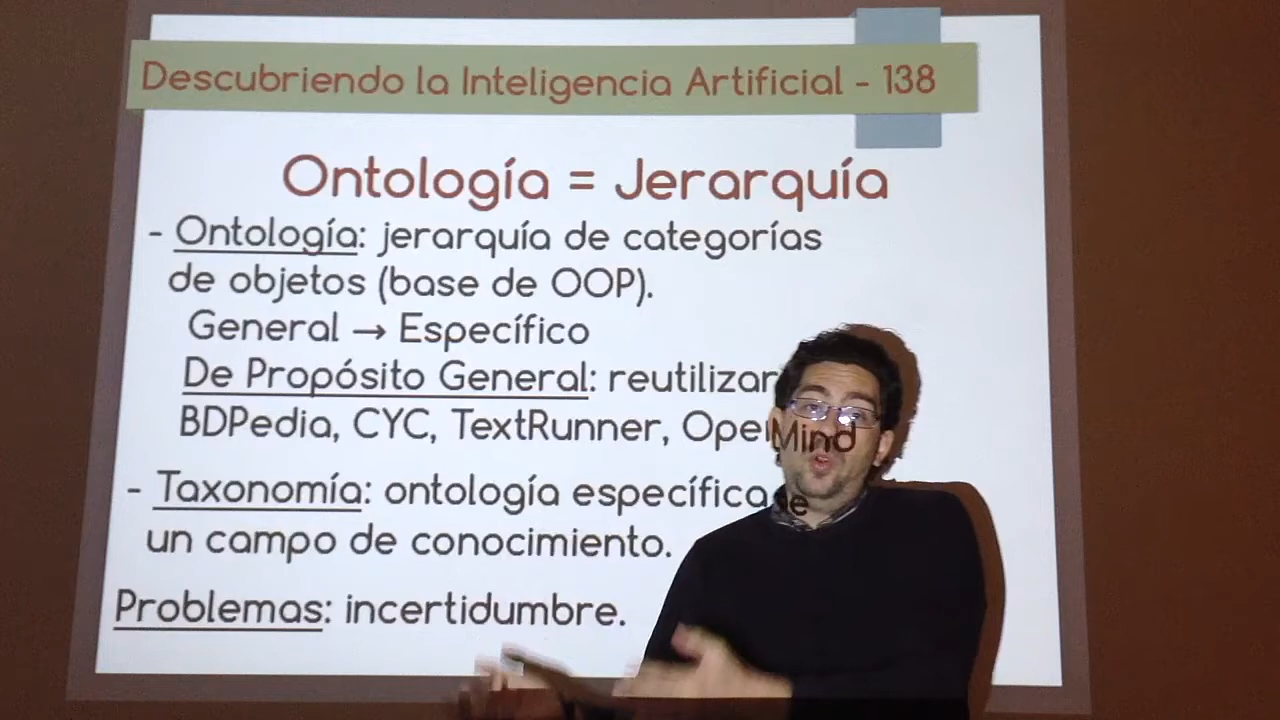 Descubriendo la Inteligencia Artificial - 138
Ontología = Jerarquía
- Ontología: jerarquía de categorías
de objetos (base de OOP).
General → Específico
De Propósito General: reutilizar
BDPedia, CYC, TextRunner, OpenMind
- Taxonomía: ontología específica de
un campo de conocimiento.
Problemas: incertidumbre.